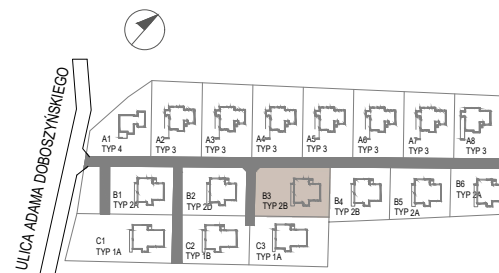 ULICA ADAMA DOBOSZYŃSKIEGO
A1
TYP 4
A2
TYP 3
A3
TYP 3
A4
TYP 3
A5
TYP 3
A6
TYP 3
A7
TYP 3
A8
TYP 3
B1
TYP 2A
B2
TYP 2D
B3
TYP 2B
B4
TYP 2B
B5
TYP 2A
B6
TYP 2A
C1
TYP 1A
C2
TYP 1B
C3
TYP 1A